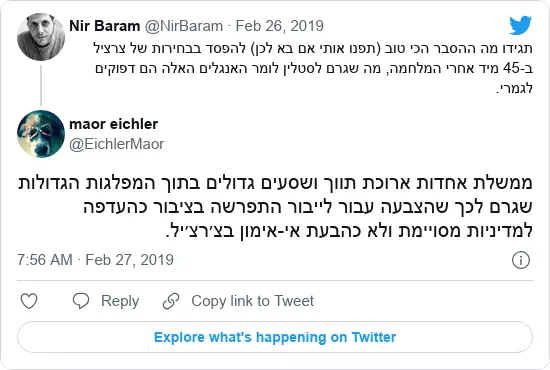 Nir Baram @NirBaram · Feb 26, 2019
תגידו מה ההסבר הכי טוב (תפנו אותי אם בא לכן) להפסד בבחירות של צרציל
ב-45 מיד אחרי המלחמה, מה שגרם לסטלין לומר האנגלים האלה הם דפוקים
לגמרי.
maor eichler
@EichlerMaor
ממשלת אחדות ארוכת תווך ושסעים גדולים בתוך המפלגות הגדולות
שגרם לכך שהצבעה עבור לייבור התפרשה בציבור כהעדפה
למדיניות מסויימת ולא כהבעת אי-אימון בצ׳רצ׳יל.
7:56 AM · Feb 27, 2019
Reply
Copy link to Tweet
Explore what's happening on Twitter